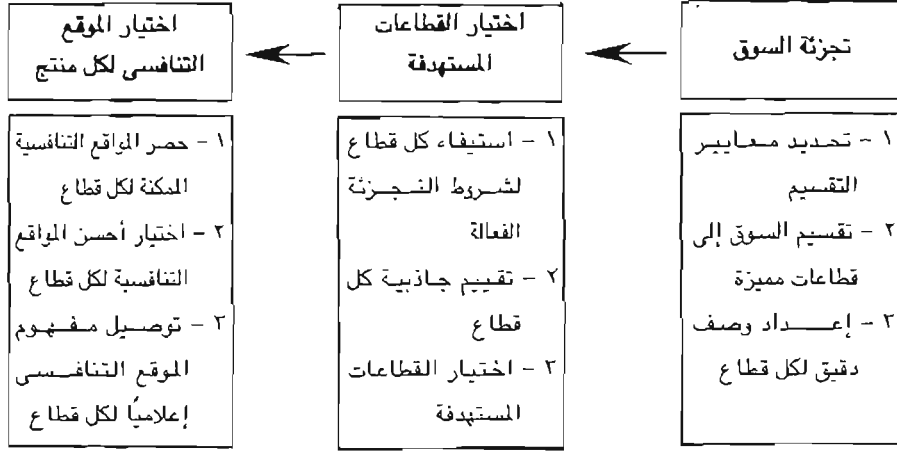 تجزئة السوق
اختيار القطاعات
المستهدفة
اختيار الموقع
التنافسى لكل منتج
١ - تحديد معايير
التقسيم
٢ - تقسيم السوق إلى
قطاعات مميزة
٣ - إعداد وصف
دقيق لكل قطاع
١ - استيفاء كل قطاع
لشروط التجزئة
الفعالة
٢ - تقييم جاذبية كل
قطاع
٣ - اختيار القطاعات
المستهدفة
١ - حصر المواقع التنافسية
الممكنة لكل قطاع
٢ - اختيار أحسن المواقع
التنافسية لكل قطاع
٣ - توصيل مفهوم
الموقع التنافسى
إعلاميًا لكل قطاع